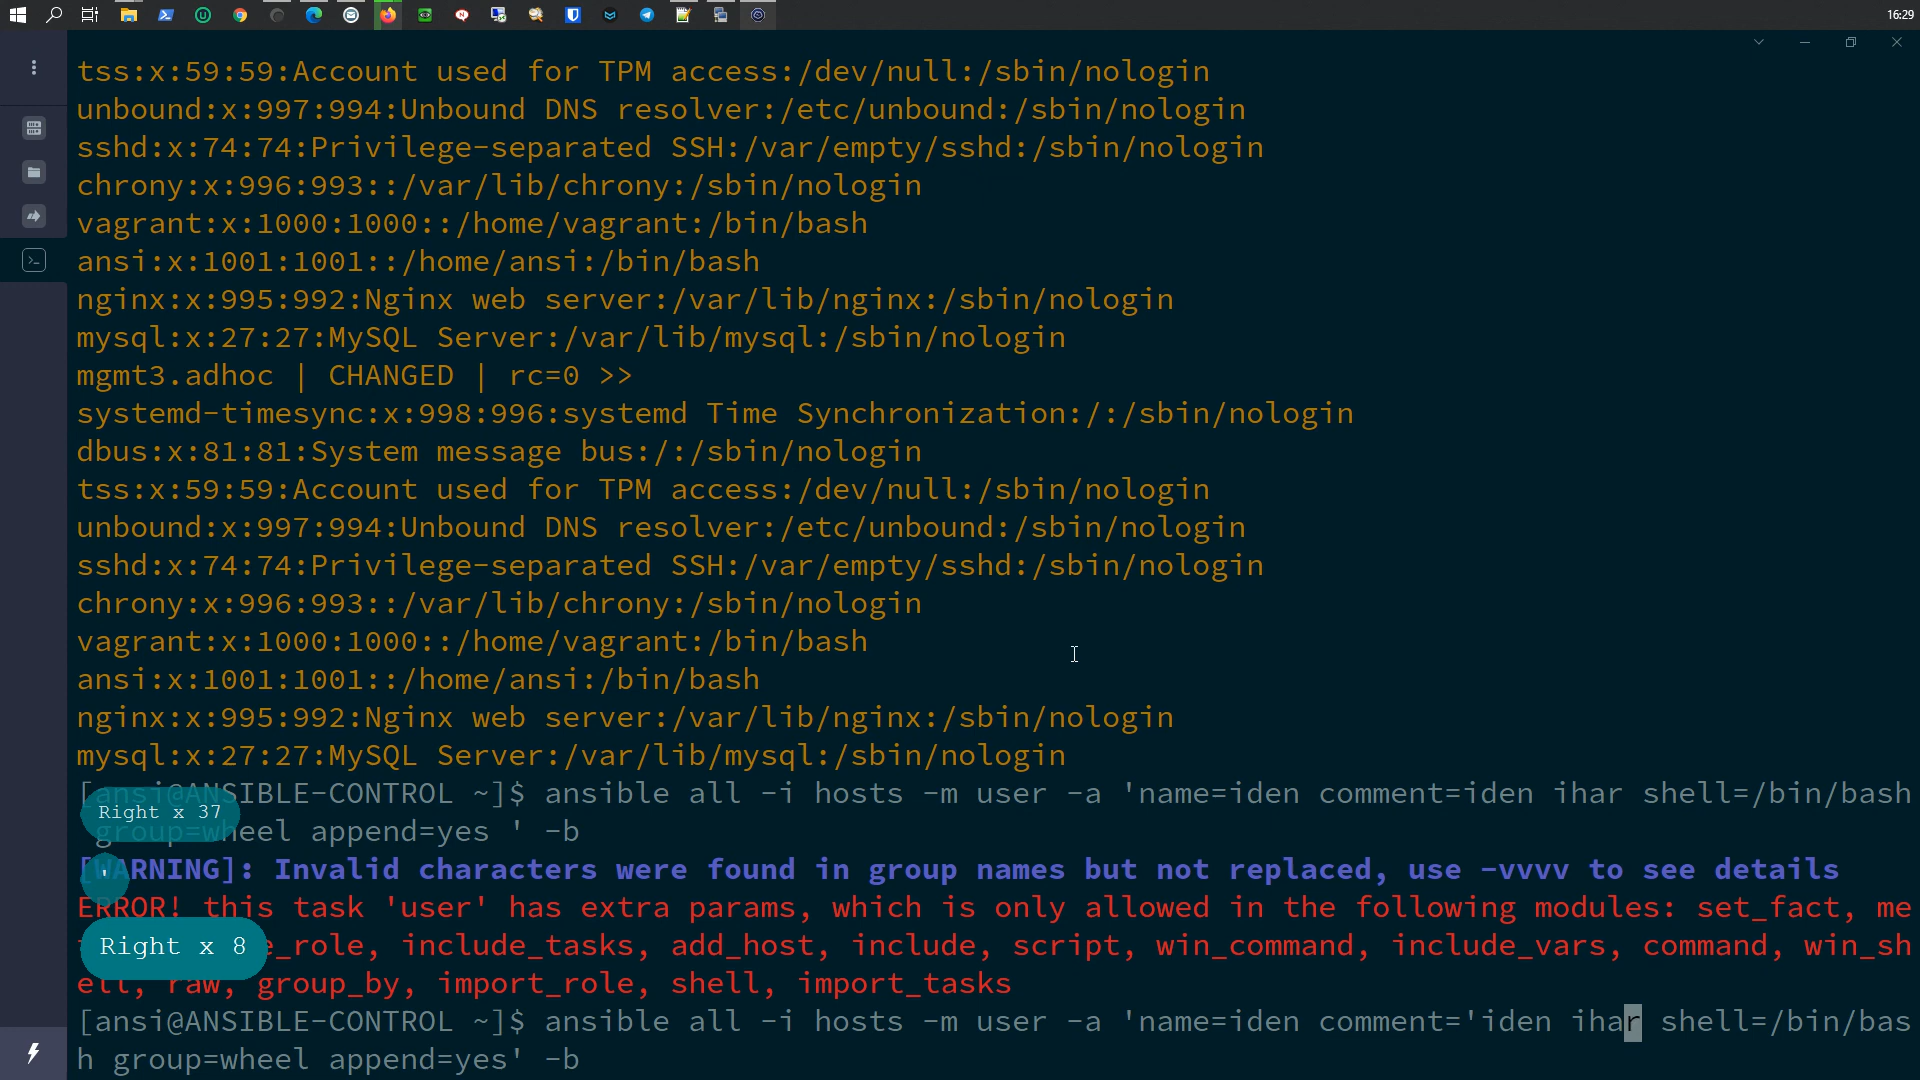 16:29
tss:x:59:59:Account used for TPM access:/dev/null:/sbin/nologin
unbound:x:997:994:Unbound DNS resolver:/etc/unbound:/sbin/nologin
sshd:x:74:74:Privilege-separated SSH:/var/empty/sshd:/sbin/nologin
chrony:x:996:993::/var/lib/chrony:/sbin/nologin
vagrant:x:1000:1000::/home/vagrant:/bin/bash
ansi:x:1001:1001::/home/ansi:/bin/bash
nginx:x:995:992:Nginx web server:/var/lib/nginx:/sbin/nologin
mysql:x:27:27:MySQL Server:/var/lib/mysql:/sbin/nologin
mgmt3.adhoc | CHANGED | rc=0 >>
systemd-timesync:x:998:996:systemd Time Synchronization:/:/sbin/nologin
dbus:x:81:81:System message bus:/:/sbin/nologin
tss:x:59:59:Account used for TPM access:/dev/null:/sbin/nologin
unbound:x:997:994:Unbound DNS resolver:/etc/unbound:/sbin/nologin
sshd:x:74:74:Privilege-separated SSH:/var/empty/sshd:/sbin/nologin
chrony:x:996:993::/var/lib/chrony:/sbin/nologin
vagrant:x:1000:1000::/home/vagrant:/bin/bash
ansi:x:1001:1001::/home/ansi:/bin/bash
nginx:x:995:992:Nginx web server:/var/lib/nginx:/sbin/nologin
mysql:x:27:27:MySQL Server:/var/lib/mysql:/sbin/nologin
[ansi@ANSIBLE-CONTROL ~]$ ansible all -i hosts -m user -a 'name=iden comment=iden ihar shell=/bin/bash
Right x 37
group=wheel append=yes ' -b
[WARNING]: Invalid characters were found in group names but not replaced, use -vvvv to see details
'
ERROR! this task 'user' has extra params, which is only allowed in the following modules: set_fact, me
Right x 8
e_role, include_tasks, add_host, include, script, win_command, include_vars, command, win_sh
ell, raw, group_by, import_role, shell, import_tasks
[ansi@ANSIBLE-CONTROL ~]$ ansible all -i hosts -m user -a 'name=iden comment='iden ihar shell=/bin/bas
h group=wheel append=yes' -b